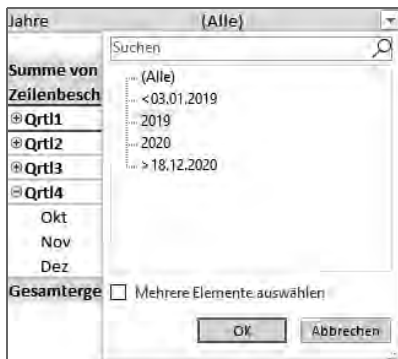 Jahre (Alle)
Suchen
Summe von
Zeilenbesch
(Alle)
<03.01.2019
2019
2020
>18.12.2020
Qrtl1
Qrtl2
Qrtl3
Qrtl4
Okt
Nov
Dez
Gesamterge
Mehrere Elemente auswählen
OK Abbrechen